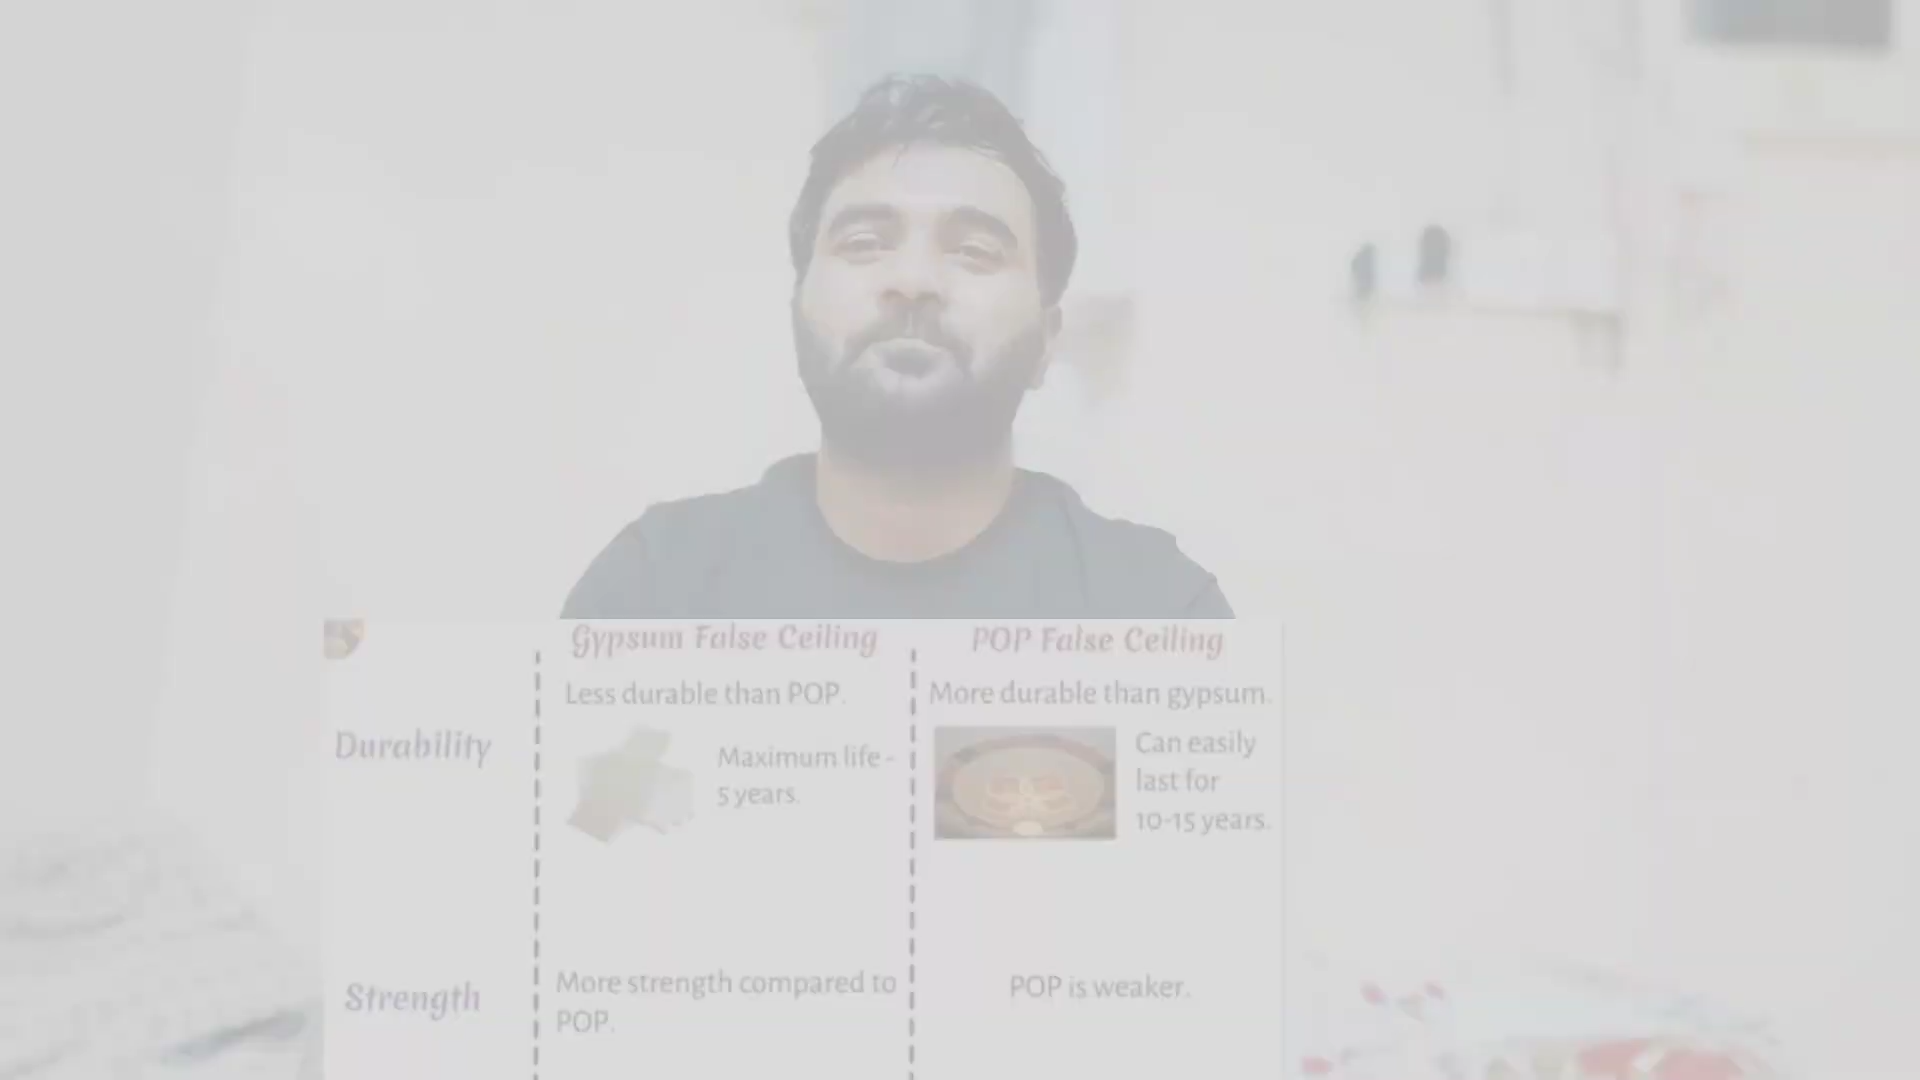 Gypsum False Ceiling
POP False Ceiling
Durability
Less durable than POP.
Maximum life -
5 years.
More durable than gypsum.
Can easily
last for
10-15 years.
Strength
More strength compared to
POP.
POP is weaker.